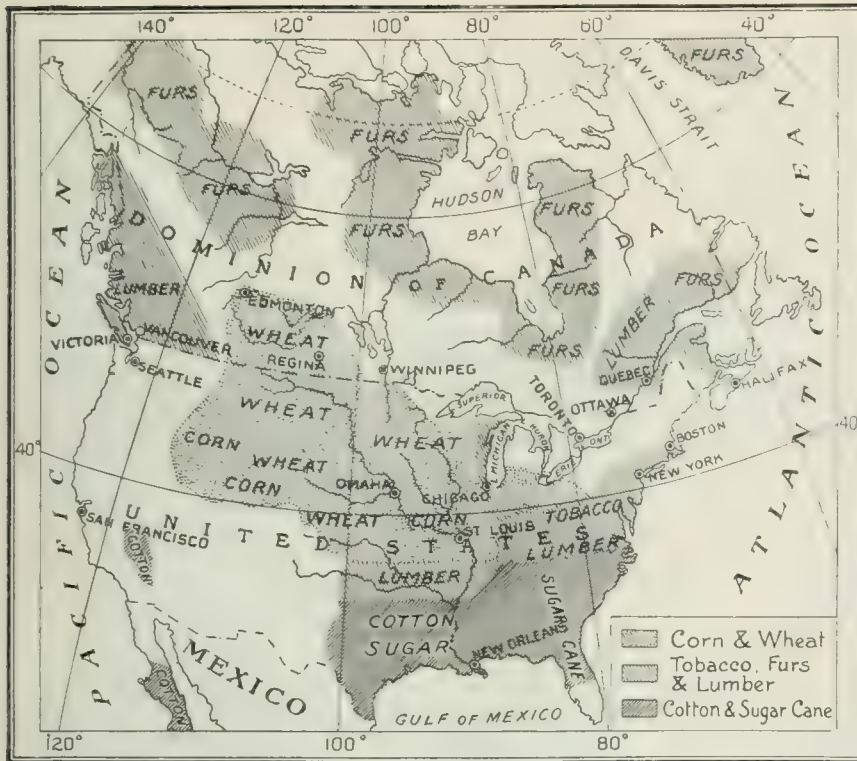 140° 120° 100° 80° 60° 40°
FURS
DAVIS STRAIT
FURS
FURS
FURS
HUDSON
BAY
FURS
FURS
DOMINION OF CANADA
FURS
FURS
FURS
LUMBER
LUMBER
EDMONTON
WHEAT
REGINA
VANCOUVER
VICTORIA
SEATTLE
WINNIPEG
SUPERIOR
MICHIGAN
HURON
ERIE
ONT.
TORONTO
OTTAWA
QUEBEC
HALIFAX
BOSTON
NEW YORK
WHEAT
WHEAT
CORN
WHEAT
CORN
OMAHA
CHICAGO
40°
40°
PACIFIC OCEAN
ATLANTIC OCEAN
UNITED STATES
SAN FRANCISCO
COTTON
WHEAT CORN
ST LOUIS
TOBACCO
LUMBER
LUMBER
COTTON
SUGAR
SUGAR CANE
NEW ORLEANS
MEXICO
COTTON
GULF OF MEXICO
Corn & Wheat
Tobacco, Furs
& Lumber
Cotton & Sugar Cane
120° 100° 80°